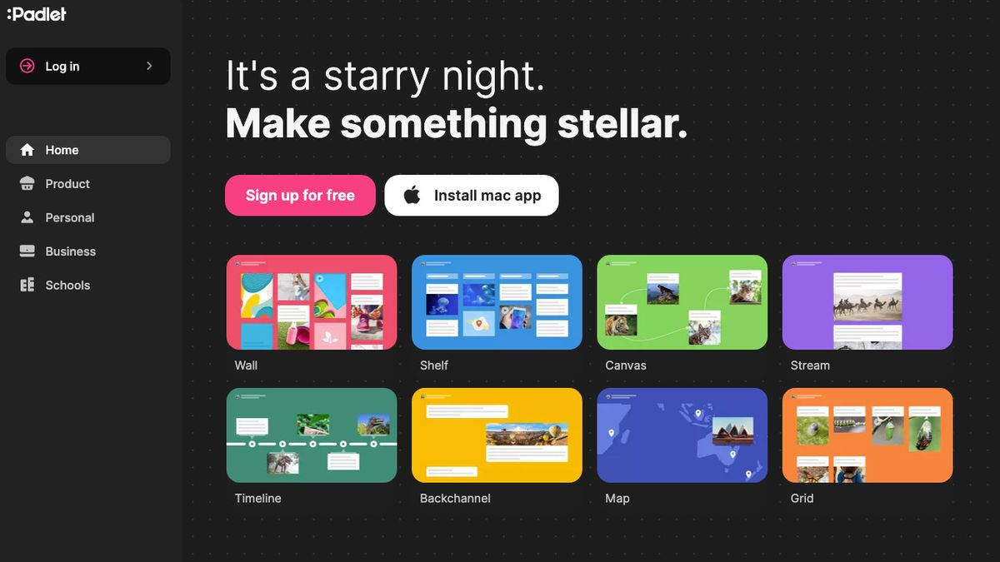 :Padlet
Log in
Home
Product
Personal
Business
Schools
It's a starry night.
Make something stellar.
Sign up for free
Install mac app
Wall
Shelf
Canvas
Stream
Timeline
Backchannel
Map
Grid